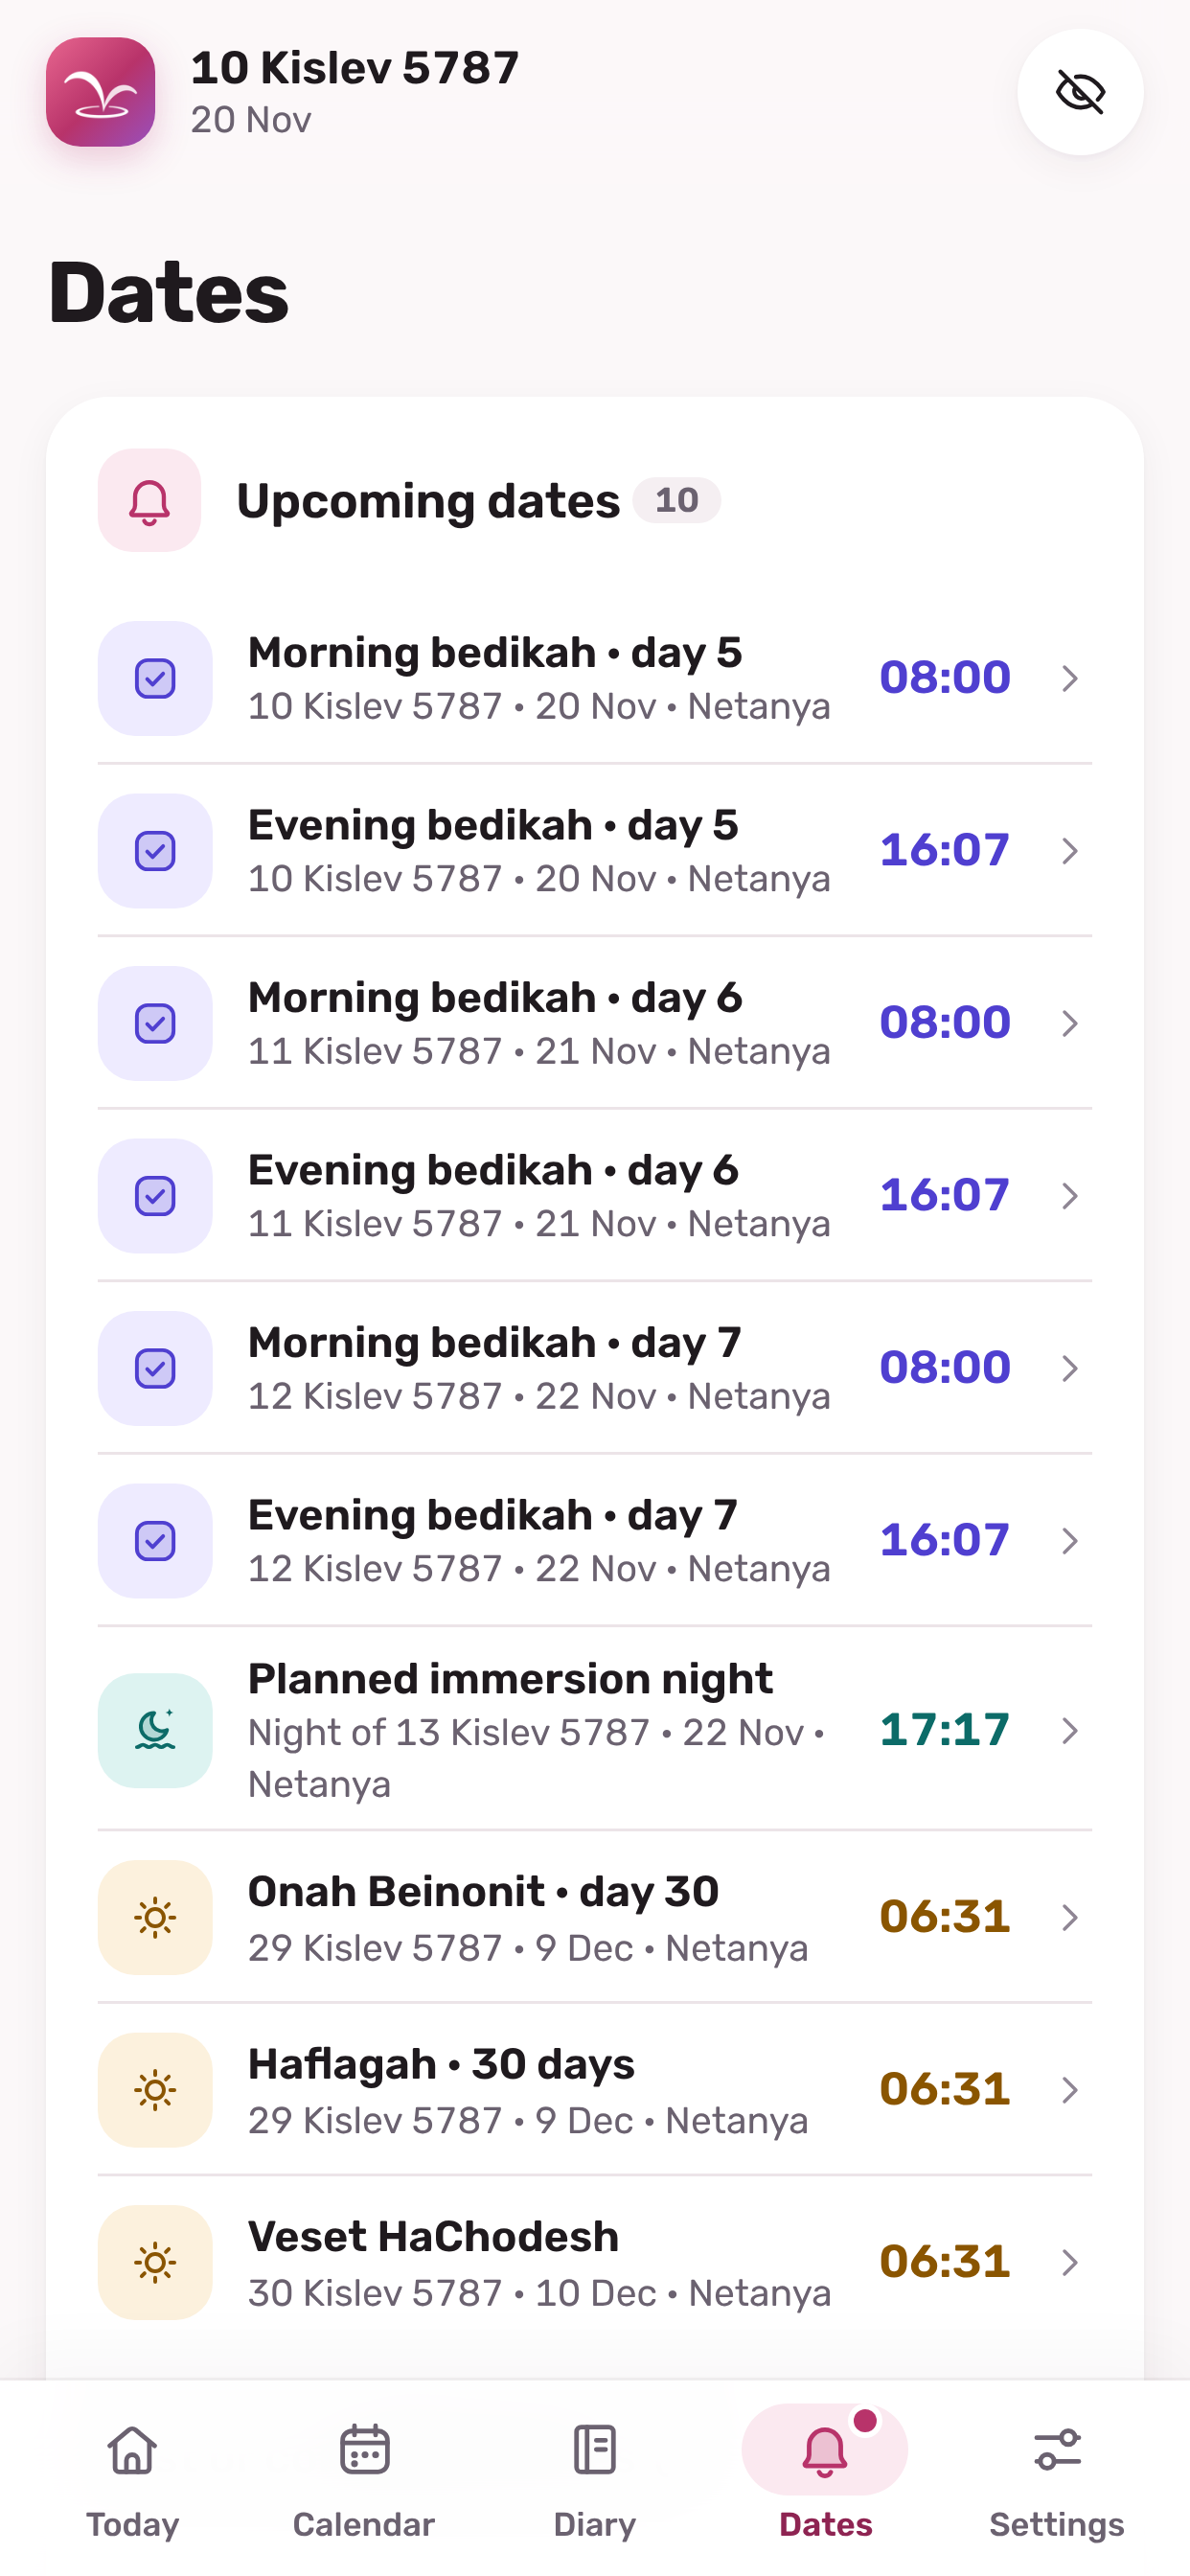 10 Kislev 5787
20 Nov
Dates
Upcoming dates 10
Morning bedikah · day 5
10 Kislev 5787 • 20 Nov • Netanya
08:00
Evening bedikah · day 5
10 Kislev 5787 • 20 Nov • Netanya
16:07
Morning bedikah · day 6
11 Kislev 5787 • 21 Nov • Netanya
08:00
Evening bedikah · day 6
11 Kislev 5787 • 21 Nov • Netanya
16:07
Morning bedikah · day 7
12 Kislev 5787 • 22 Nov • Netanya
08:00
Evening bedikah · day 7
12 Kislev 5787 • 22 Nov • Netanya
16:07
Planned immersion night
Night of 13 Kislev 5787 • 22 Nov •
Netanya
17:17
Onah Beinonit · day 30
29 Kislev 5787 • 9 Dec • Netanya
06:31
Haflagah · 30 days
29 Kislev 5787 • 9 Dec • Netanya
06:31
Veset HaChodesh
30 Kislev 5787 • 10 Dec • Netanya
06:31
Today
Calendar
Diary
Dates
Settings